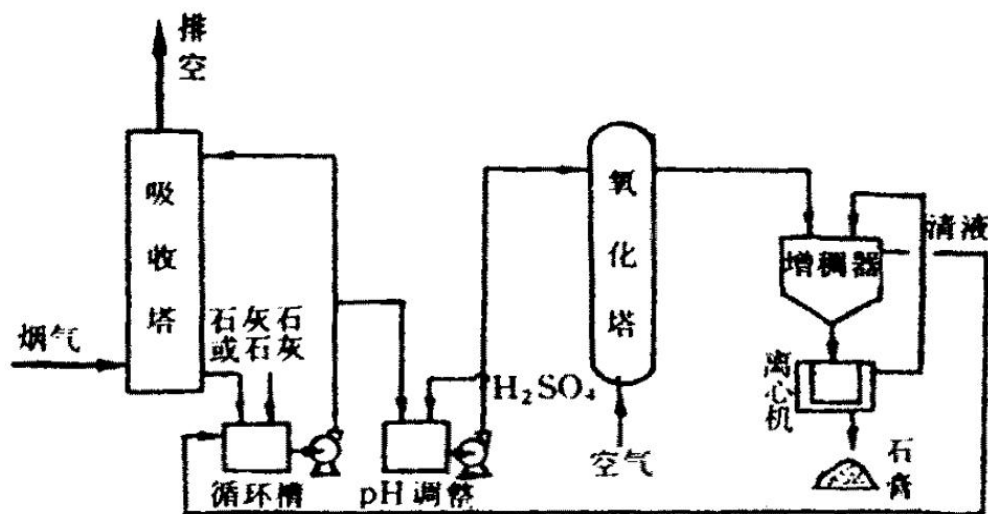 排空
吸收塔
烟气
石灰石
或石灰
循环槽
pH调整
H₂SO₄
氧化塔
空气
增稠器
清液
离心机
石膏